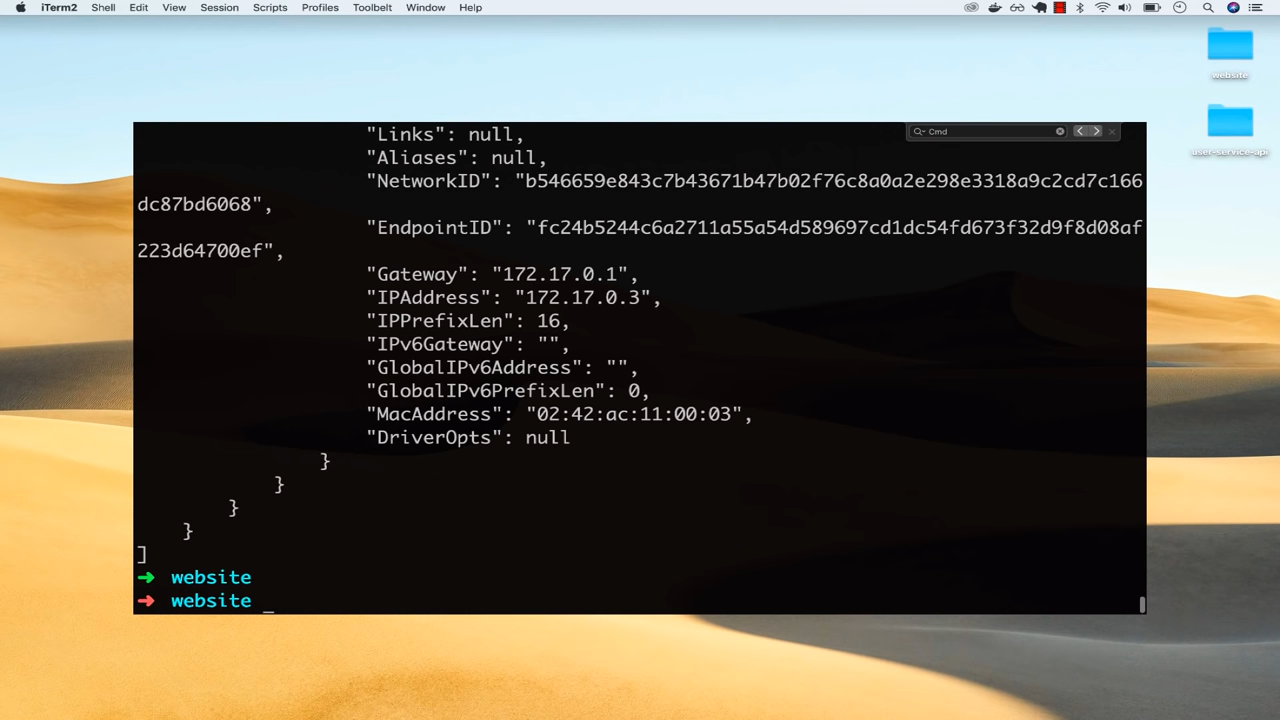 iTerm2 Shell Edit View Session Scripts Profiles Toolbelt Window Help
website
user-service-api
Cmd
"Links": null,
"Aliases": null,
"NetworkID": "b546659e843c7b43671b47b02f76c8a0a2e298e3318a9c2cd7c166
dc87bd6068",
"EndpointID": "fc24b5244c6a2711a55a54d589697cd1dc54fd673f32d9f8d08af
223d64700ef",
"Gateway": "172.17.0.1",
"IPAddress": "172.17.0.3",
"IPPrefixLen": 16,
"IPv6Gateway": "",
"GlobalIPv6Address": "",
"GlobalIPv6PrefixLen": 0,
"MacAddress": "02:42:ac:11:00:03",
"DriverOpts": null
}
}
}
}
]
➜ website
➜ website _